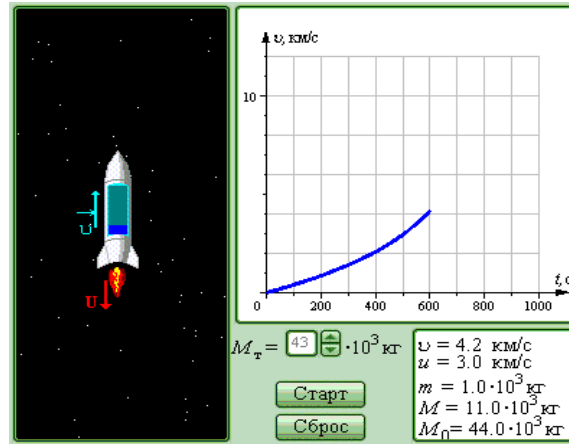 υ, км/с
10
0
200
400
600
800
1000
t, с
υ
U
M_т = 43 ·10³ кг
Старт
Сброс
υ = 4.2 км/с
u = 3.0 км/с
m = 1.0·10³ кг
M = 11.0·10³ кг
M₀ = 44.0·10³ кг